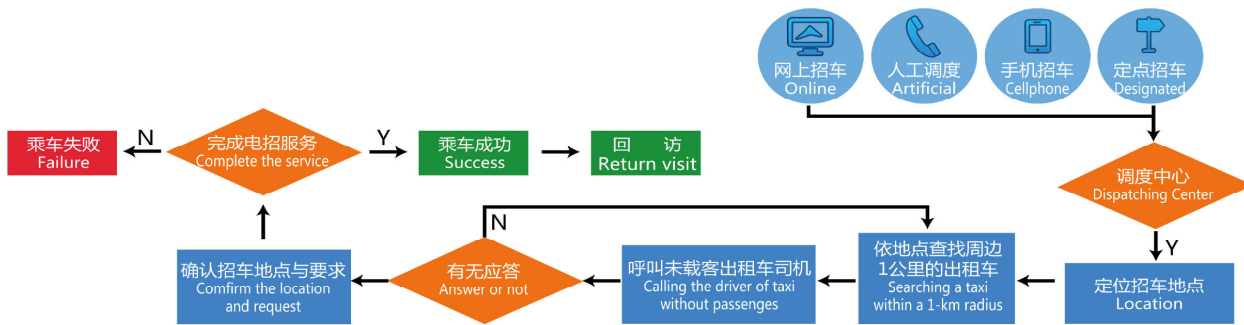 网上招车
Online
人工调度
Artificial
手机招车
Cellphone
定点招车
Designated
调度中心
Dispatching Center
Y
定位招车地点
Location
依地点查找周边
1公里的出租车
Searching a taxi
within a 1-km radius
呼叫未载客出租车司机
Calling the driver of taxi
without passenges
有无应答
Answer or not
N
确认招车地点与要求
Comfirm the location
and request
完成电招服务
Complete the service
N
乘车失败
Failure
Y
乘车成功
Success
回 访
Return visit